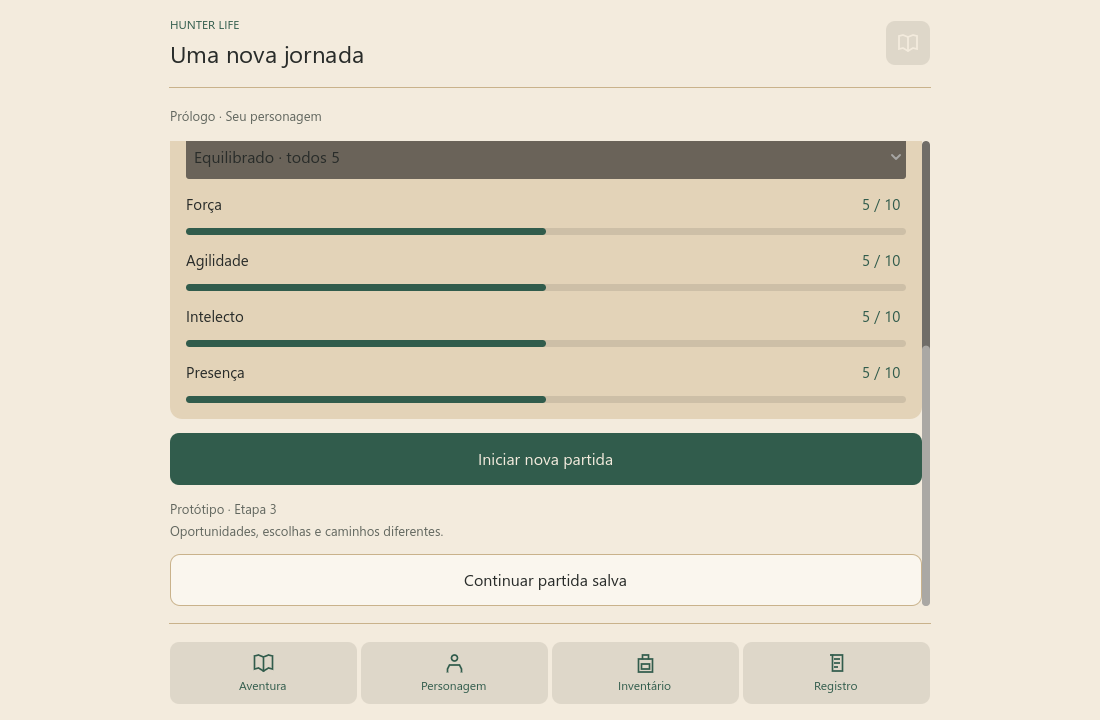 HUNTER LIFE
Uma nova jornada
Prólogo · Seu personagem
Equilibrado · todos 5
Força 5 / 10
Agilidade 5 / 10
Intelecto 5 / 10
Presença 5 / 10
Iniciar nova partida
Protótipo · Etapa 3
Oportunidades, escolhas e caminhos diferentes.
Continuar partida salva
Aventura Personagem Inventário Registro